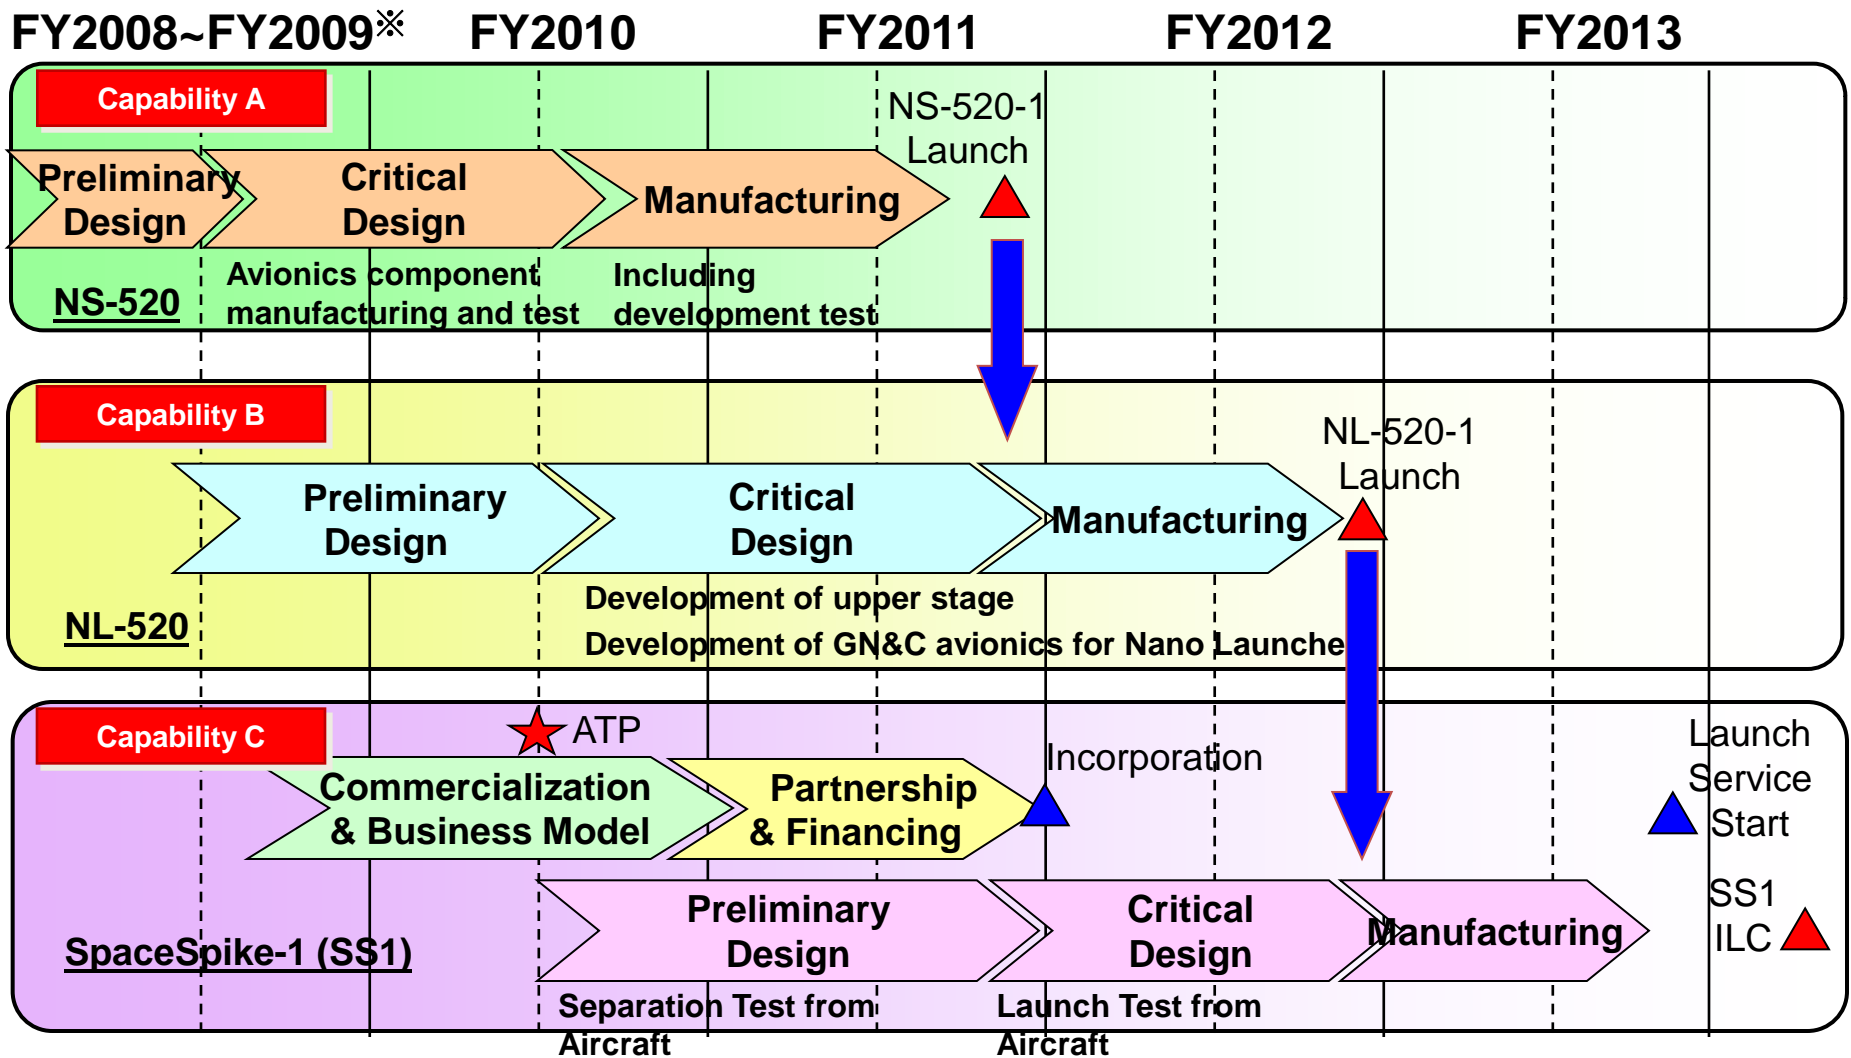 FY2008~FY2009※ FY2010 FY2011 FY2012 FY2013
Capability A
NS-520-1
Launch
Preliminary
Design
Critical
Design
Manufacturing
NS-520
Avionics component
manufacturing and test
Including
development test
Capability B
NL-520-1
Launch
Preliminary
Design
Critical
Design
Manufacturing
NL-520
Development of upper stage
Development of GN&C avionics for Nano Launche
Capability C
ATP
Commercialization
& Business Model
Partnership
& Financing
Incorporation
Launch
Service
Start
Preliminary
Design
Critical
Design
Manufacturing
SS1
ILC
SpaceSpike-1 (SS1)
Separation Test from
Aircraft
Launch Test from
Aircraft